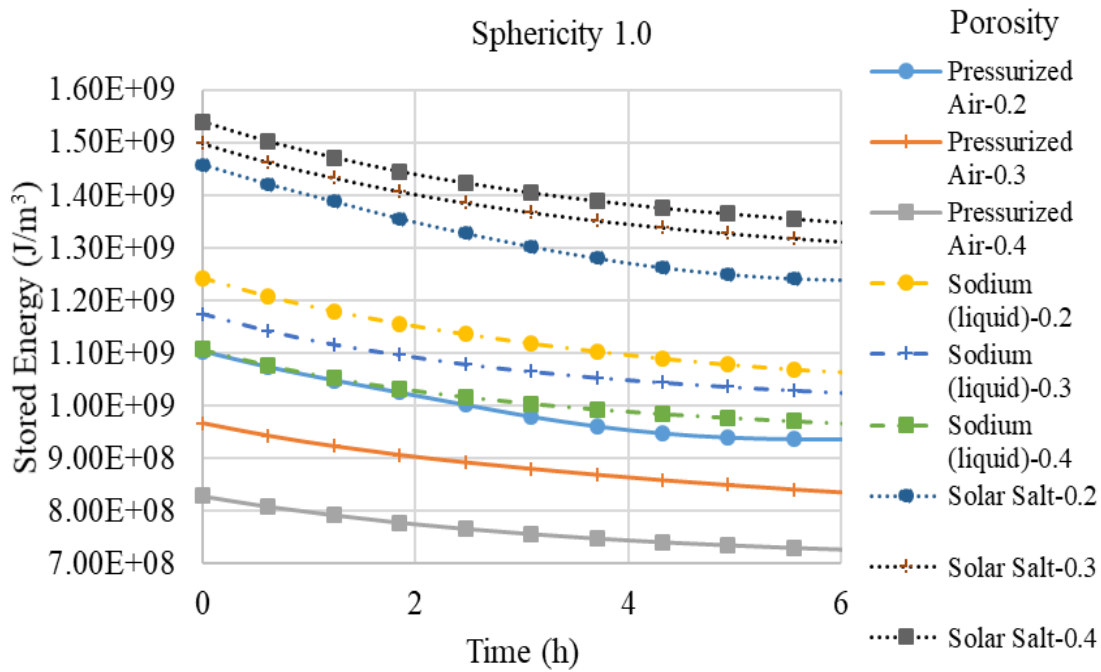 Sphericity 1.0
Stored Energy (J/m³)
1.60E+09
1.50E+09
1.40E+09
1.30E+09
1.20E+09
1.10E+09
1.00E+09
9.00E+08
8.00E+08
7.00E+08
0
2
4
6
Time (h)
Porosity
Pressurized
Air-0.2
Pressurized
Air-0.3
Pressurized
Air-0.4
Sodium
(liquid)-0.2
Sodium
(liquid)-0.3
Sodium
(liquid)-0.4
Solar Salt-0.2
Solar Salt-0.3
Solar Salt-0.4